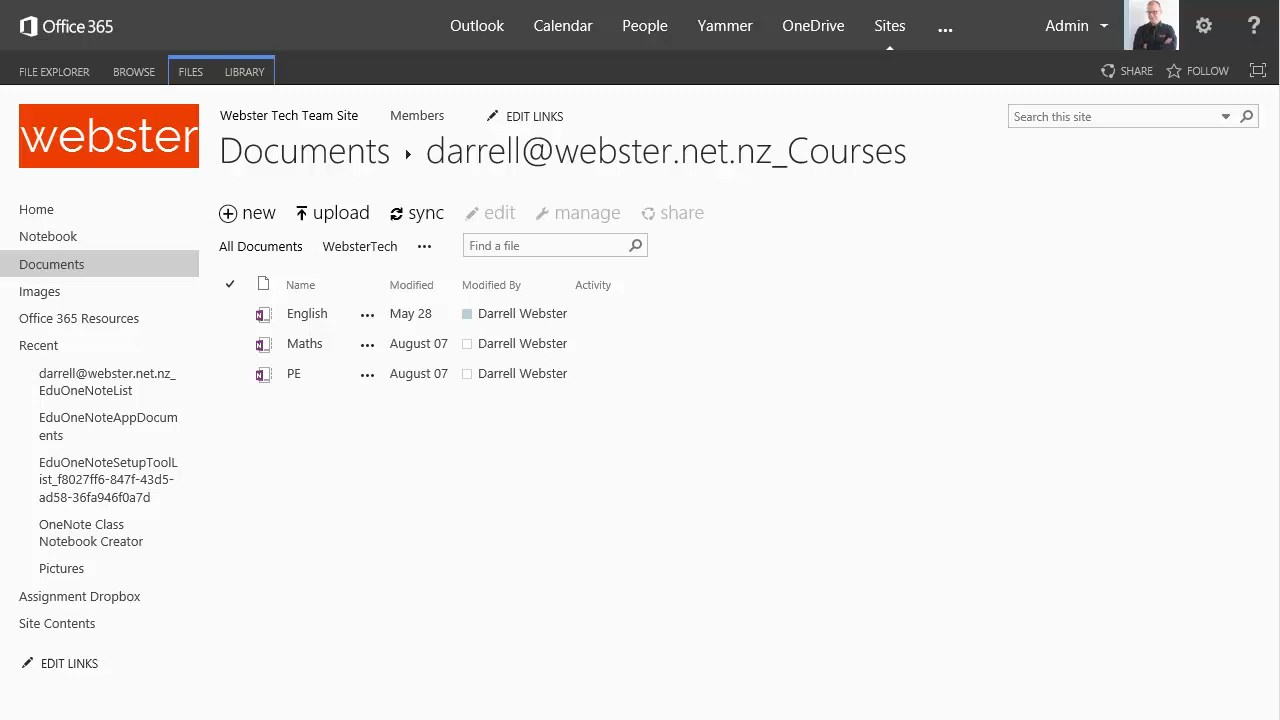 Office 365
Outlook Calendar People Yammer OneDrive Sites ... Admin ?
FILE EXPLORER BROWSE FILES LIBRARY SHARE FOLLOW
webster
Webster Tech Team Site Members EDIT LINKS
Search this site
Documents darrell@webster.net.nz_Courses
new upload sync edit manage share
All Documents WebsterTech ... Find a file
Name Modified Modified By Activity
English ... May 28 Darrell Webster
Maths ... August 07 Darrell Webster
PE ... August 07 Darrell Webster
Home
Notebook
Documents
Images
Office 365 Resources
Recent
darrell@webster.net.nz_
EduOneNoteList
EduOneNoteAppDocum
ents
EduOneNoteSetupToolL
ist_f8027ff6-847f-43d5-
ad58-36fa946f0a7d
OneNote Class
Notebook Creator
Pictures
Assignment Dropbox
Site Contents
EDIT LINKS